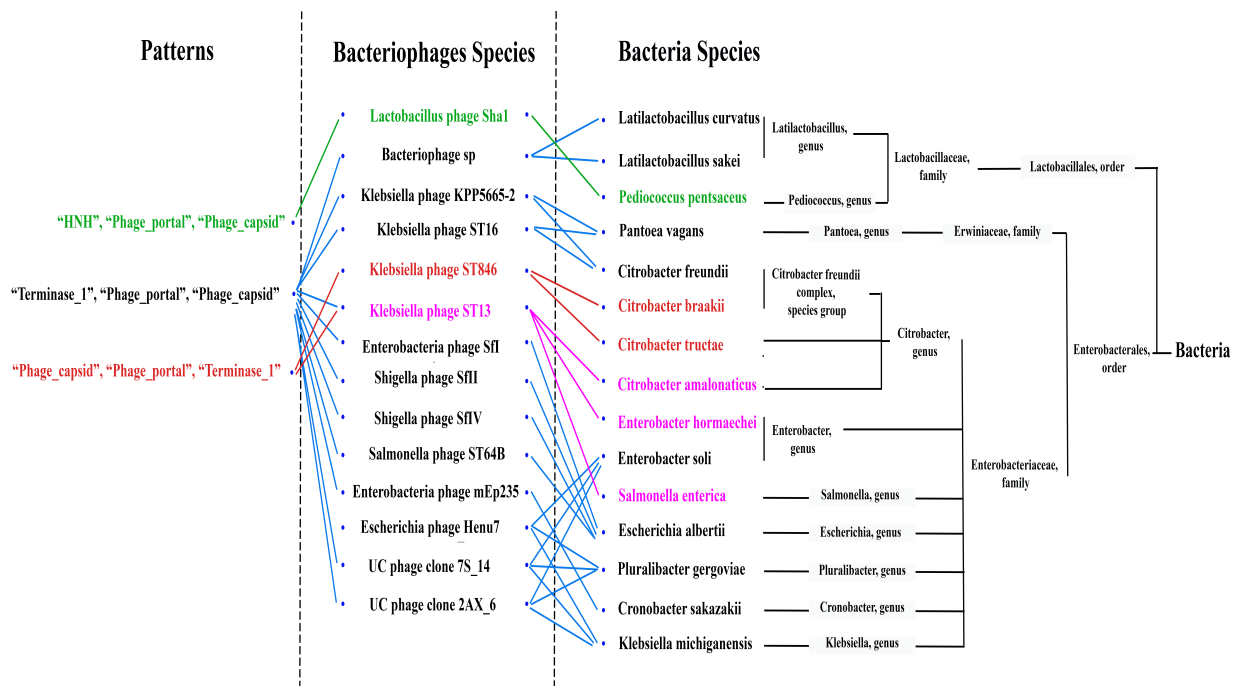 Patterns
Bacteriophages Species
Bacteria Species
“HNH”, “Phage_portal”, “Phage_capsid”
“Terminase_1”, “Phage_portal”, “Phage_capsid”
“Phage_capsid”, “Phage_portal”, “Terminase_1”
Lactobacillus phage Sha1
Bacteriophage sp
Klebsiella phage KPP5665-2
Klebsiella phage ST16
Klebsiella phage ST846
Klebsiella phage ST13
Enterobacteria phage SfI
Shigella phage SfII
Shigella phage SfIV
Salmonella phage ST64B
Enterobacteria phage mEp235
Escherichia phage Henu7
UC phage clone 7S_14
UC phage clone 2AX_6
Latilactobacillus curvatus
Latilactobacillus sakei
Pediococcus pentsaceus
Pantoea vagans
Citrobacter freundii
Citrobacter braakii
Citrobacter tructae
Citrobacter amalonaticus
Enterobacter hormaechei
Enterobacter soli
Salmonella enterica
Escherichia albertii
Pluralibacter gergoviae
Cronobacter sakazakii
Klebsiella michiganensis
Latilactobacillus,
genus
Pediococcus, genus
Pantoea, genus
Citrobacter freundii
complex,
species group
Enterobacter,
genus
Salmonella, genus
Escherichia, genus
Pluralibacter, genus
Cronobacter, genus
Klebsiella, genus
Lactobacillaceae,
family
Erwiniaceae, family
Citrobacter,
genus
Enterobacteriaceae,
family
Lactobacillales, order
Enterobacterales,
order
Bacteria